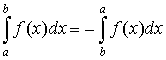 ∫_a^b f(x)dx = −∫_b^a f(x)dx